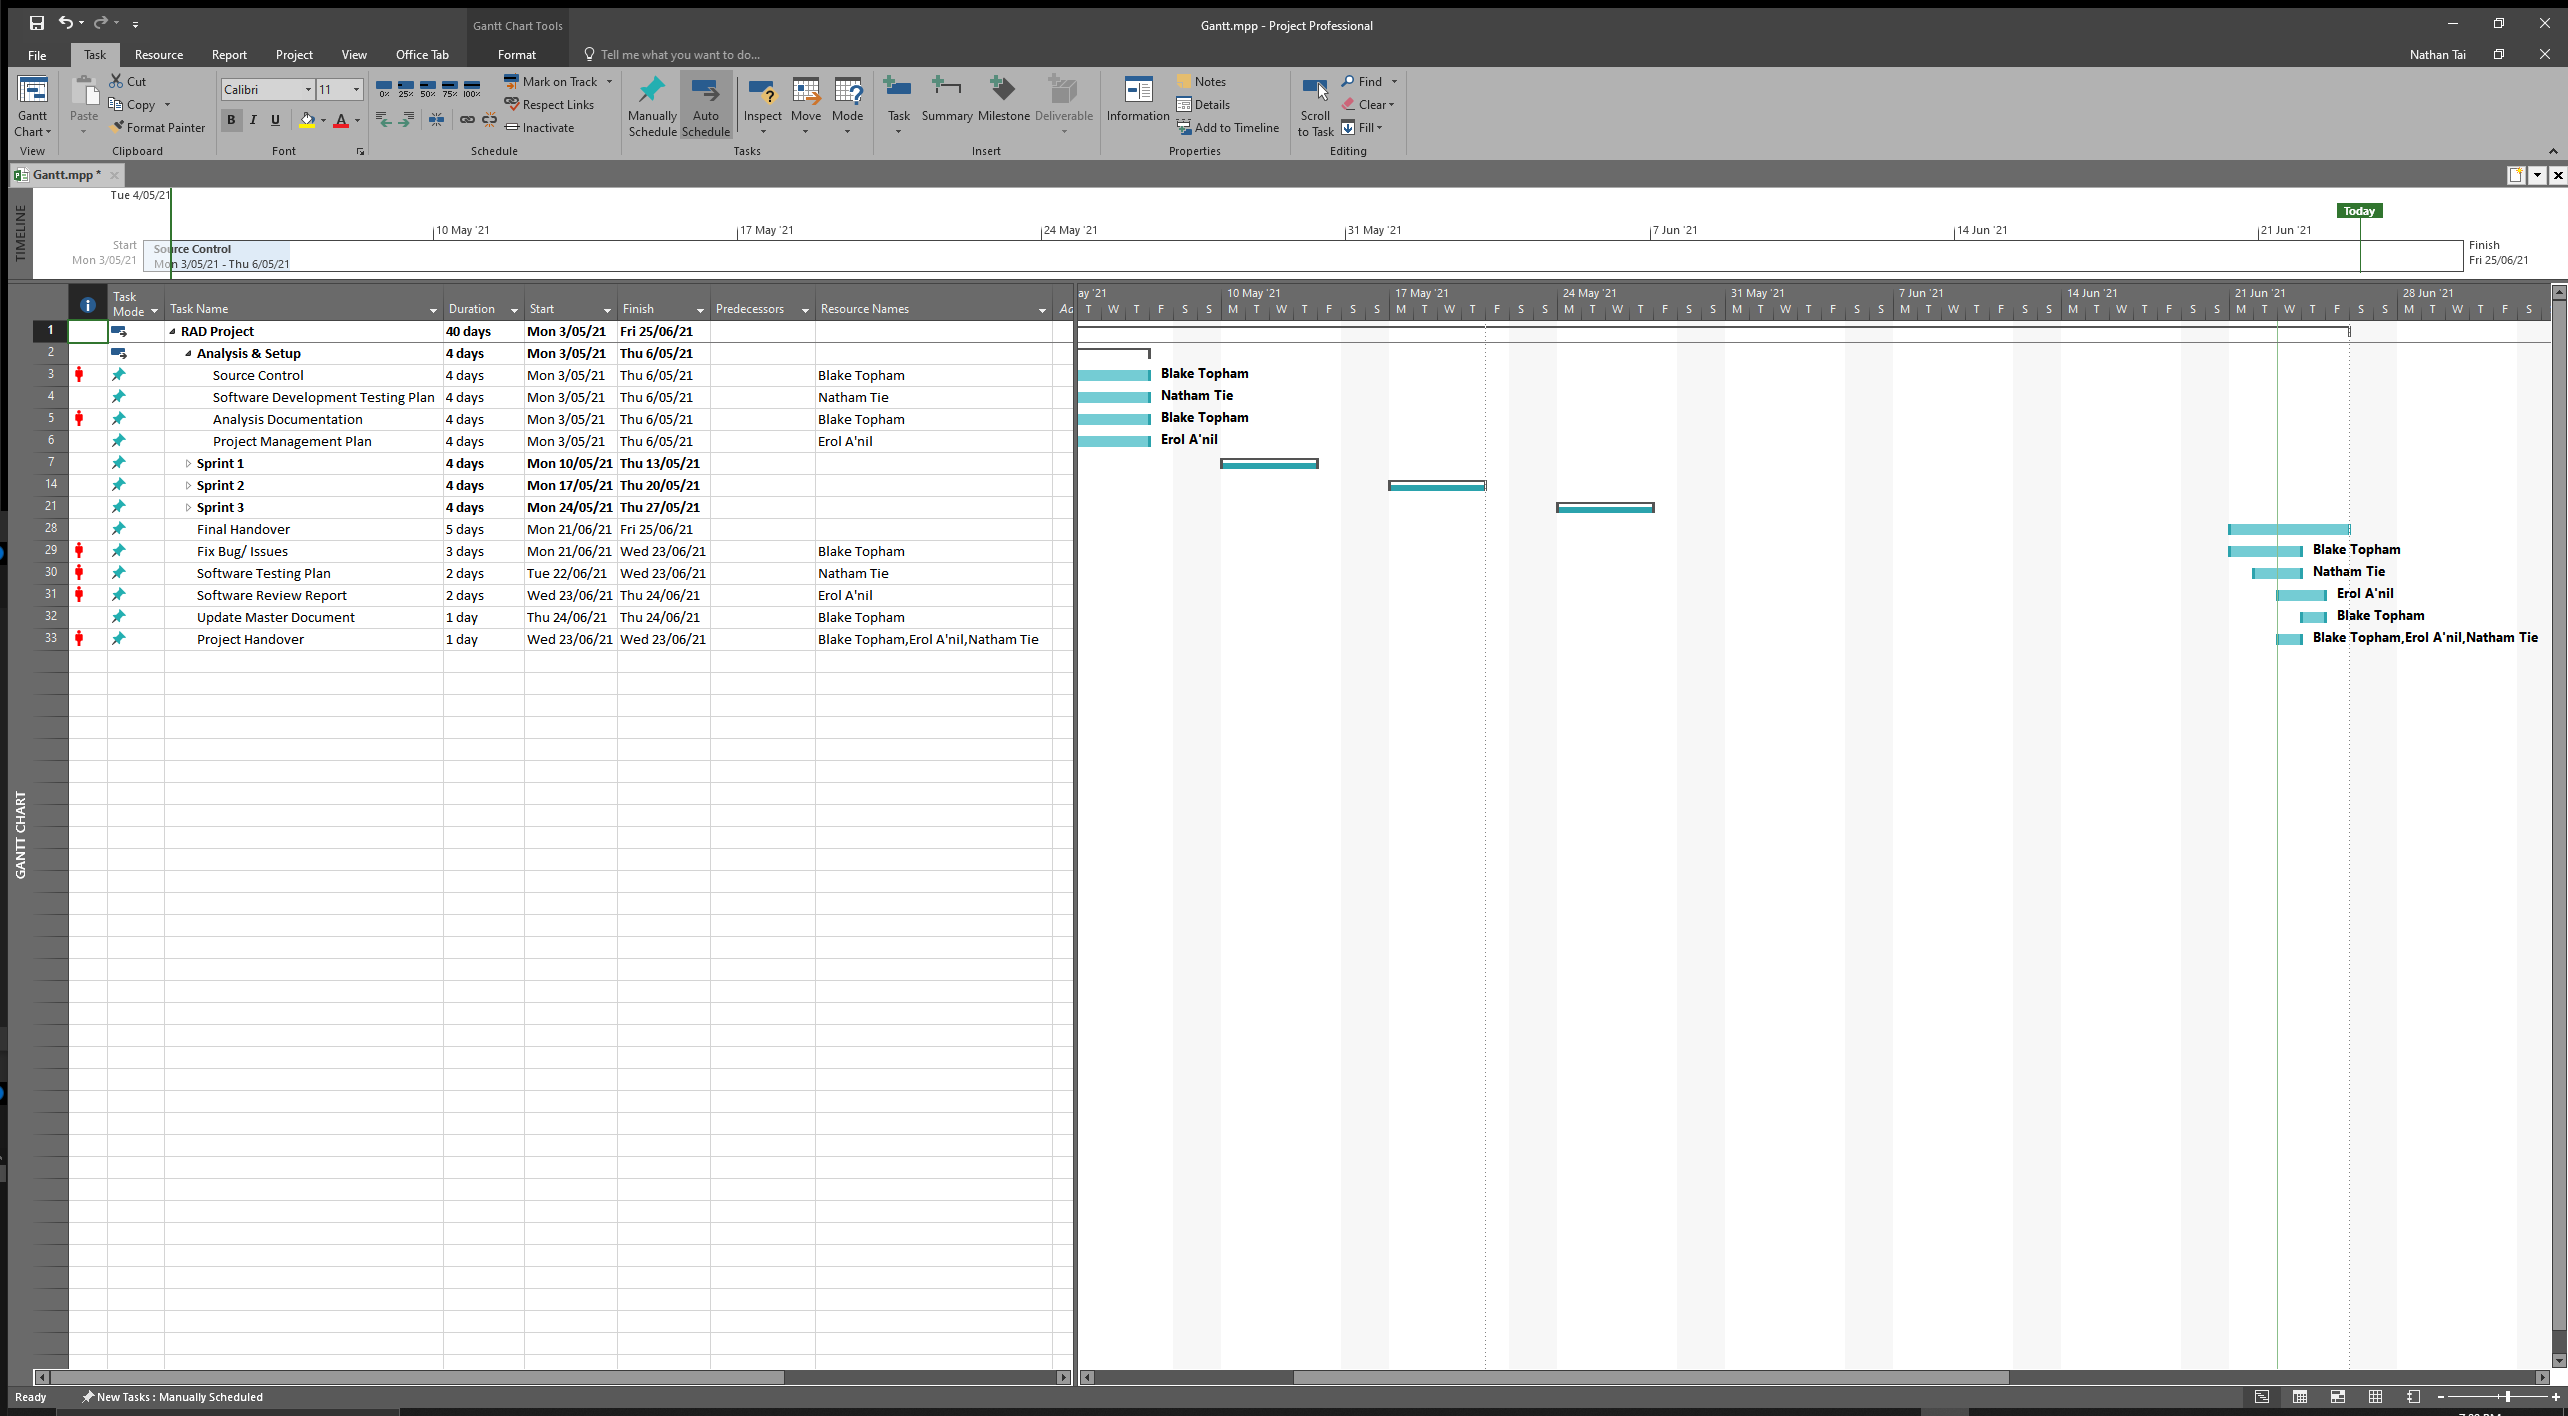 Gantt Chart Tools
Gantt.mpp - Project Professional
File Task Resource Report Project View Office Tab Format Tell me what you want to do...
Nathan Tai
Gantt Chart
View
Paste
Cut
Copy
Format Painter
Clipboard
Calibri 11
B I U A
Font
0% 25% 50% 75% 100%
Mark on Track
Respect Links
Inactivate
Schedule
Manually Schedule
Auto Schedule
Inspect Move Mode
Tasks
Task Summary Milestone Deliverable
Insert
Information
Notes
Details
Add to Timeline
Properties
Scroll to Task
Find
Clear
Fill
Editing
Gantt.mpp *
TIMELINE
Tue 4/05/21
Today
10 May '21 17 May '21 24 May '21 31 May '21 7 Jun '21 14 Jun '21 21 Jun '21
Start
Mon 3/05/21
Source Control
Mon 3/05/21 - Thu 6/05/21
Finish
Fri 25/06/21
GANTT CHART
Task Mode Task Name Duration Start Finish Predecessors Resource Names
ay '21 10 May '21 17 May '21 24 May '21 31 May '21 7 Jun '21 14 Jun '21 21 Jun '21 28 Jun '21
T W T F S S M T W T F S S M T W T F S S M T W T F S S M T W T F S S M T W T F S S M T W T F S S M T W T F S S M T W T F S
1 RAD Project 40 days Mon 3/05/21 Fri 25/06/21
2 Analysis & Setup 4 days Mon 3/05/21 Thu 6/05/21
3 Source Control 4 days Mon 3/05/21 Thu 6/05/21 Blake Topham Blake Topham
4 Software Development Testing Plan 4 days Mon 3/05/21 Thu 6/05/21 Natham Tie Natham Tie
5 Analysis Documentation 4 days Mon 3/05/21 Thu 6/05/21 Blake Topham Blake Topham
6 Project Management Plan 4 days Mon 3/05/21 Thu 6/05/21 Erol A'nil Erol A'nil
7 Sprint 1 4 days Mon 10/05/21 Thu 13/05/21
14 Sprint 2 4 days Mon 17/05/21 Thu 20/05/21
21 Sprint 3 4 days Mon 24/05/21 Thu 27/05/21
28 Final Handover 5 days Mon 21/06/21 Fri 25/06/21
29 Fix Bug/ Issues 3 days Mon 21/06/21 Wed 23/06/21 Blake Topham Blake Topham
30 Software Testing Plan 2 days Tue 22/06/21 Wed 23/06/21 Natham Tie Natham Tie
31 Software Review Report 2 days Wed 23/06/21 Thu 24/06/21 Erol A'nil Erol A'nil
32 Update Master Document 1 day Thu 24/06/21 Thu 24/06/21 Blake Topham Blake Topham
33 Project Handover 1 day Wed 23/06/21 Wed 23/06/21 Blake Topham,Erol A'nil,Natham Tie Blake Topham,Erol A'nil,Natham Tie
Ready New Tasks : Manually Scheduled